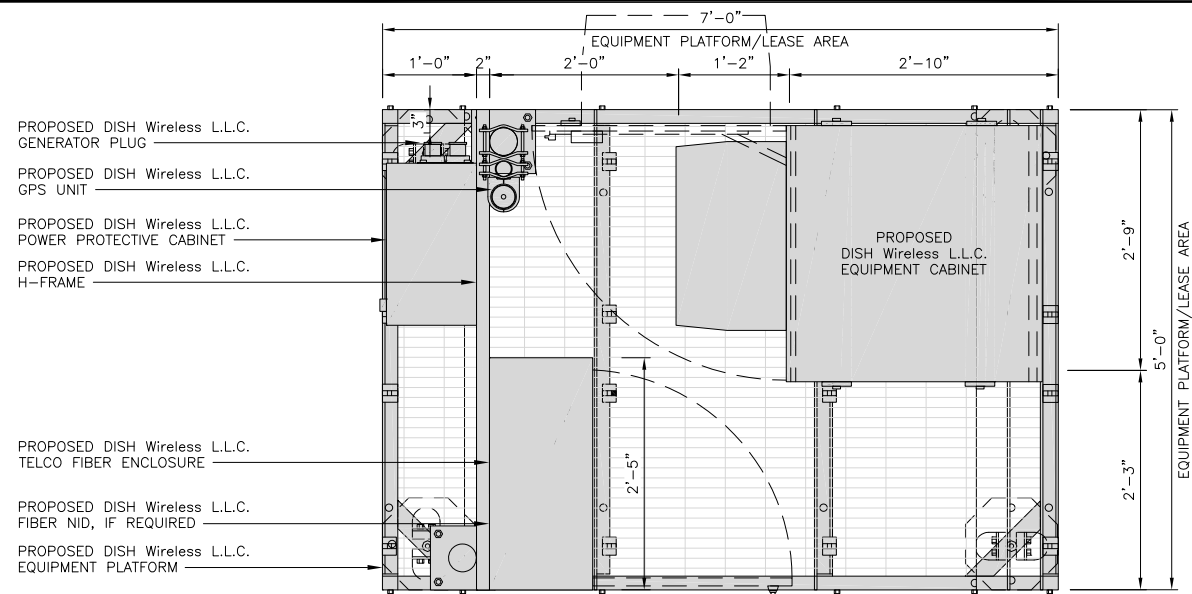 7'-0"
EQUIPMENT PLATFORM/LEASE AREA
1'-0"
2"
2'-0"
1'-2"
2'-10"
3"
PROPOSED DISH Wireless L.L.C.
GENERATOR PLUG
PROPOSED DISH Wireless L.L.C.
GPS UNIT
PROPOSED DISH Wireless L.L.C.
POWER PROTECTIVE CABINET
PROPOSED DISH Wireless L.L.C.
H-FRAME
PROPOSED
DISH Wireless L.L.C.
EQUIPMENT CABINET
2'-9"
5'-0"
EQUIPMENT PLATFORM/LEASE AREA
PROPOSED DISH Wireless L.L.C.
TELCO FIBER ENCLOSURE
2'-5"
2'-3"
PROPOSED DISH Wireless L.L.C.
FIBER NID, IF REQUIRED
PROPOSED DISH Wireless L.L.C.
EQUIPMENT PLATFORM